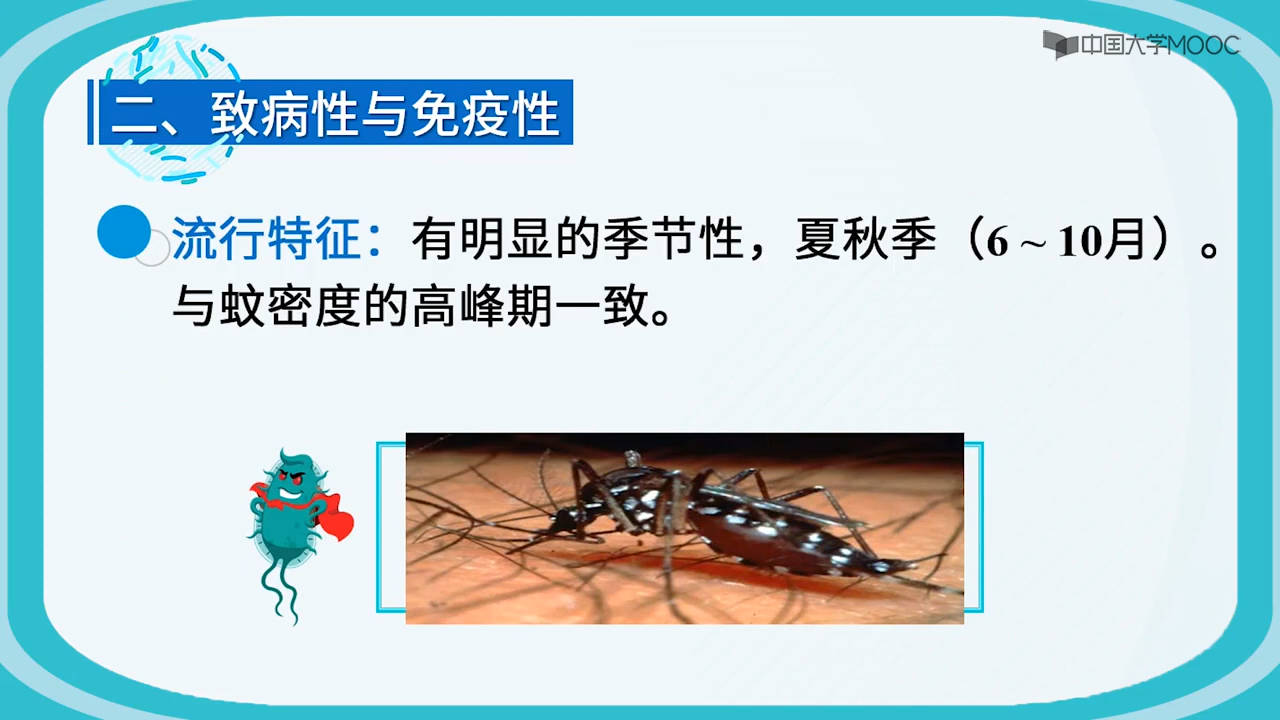 中国大学MOOC
二、致病性与免疫性
流行特征：有明显的季节性，夏秋季（6 ~ 10月）。
与蚊密度的高峰期一致。